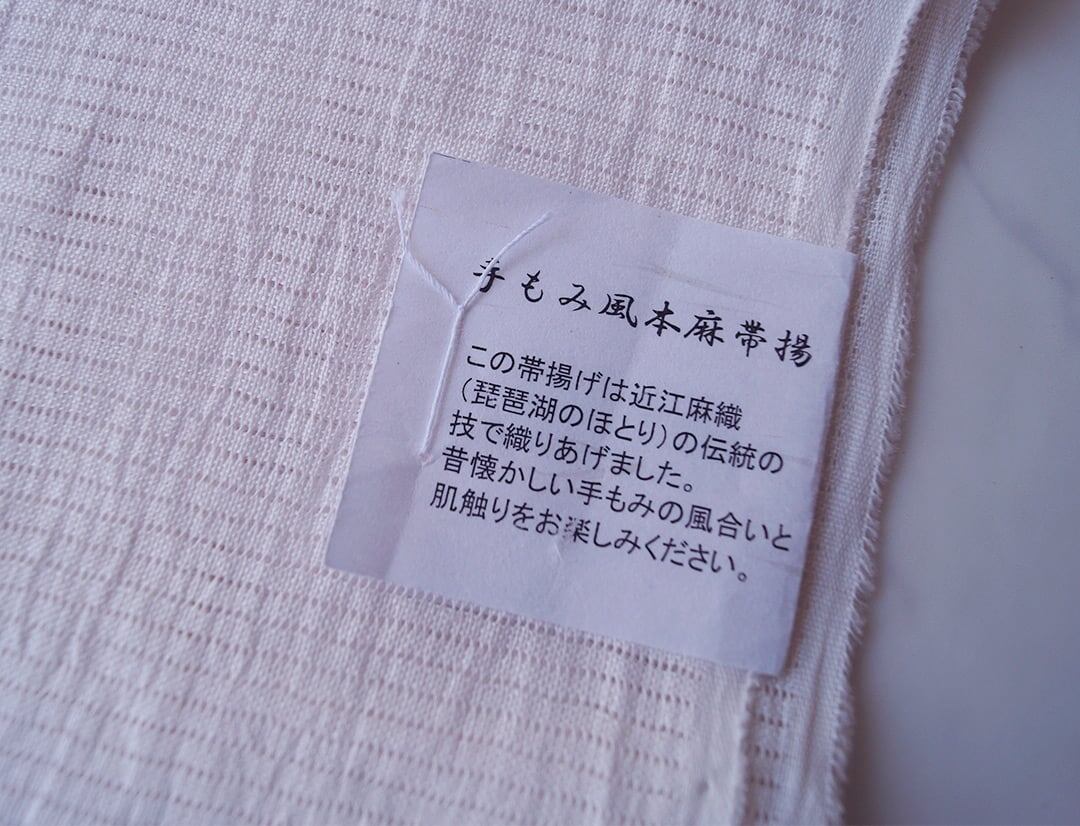 手もみ風本麻帯揚
この帯揚げは近江麻織
（琵琶湖のほとり）の伝統の
技で織りあげました。
昔懐かしい手もみの風合いと
肌触りをお楽しみください。